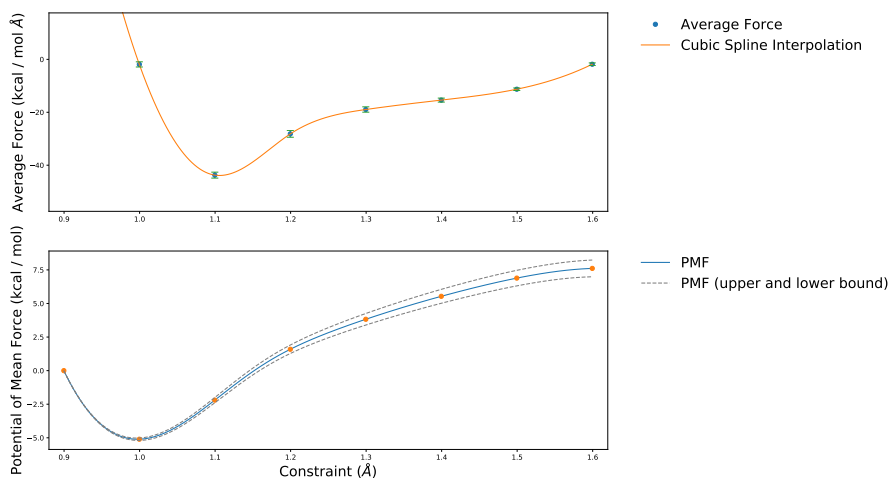 Average Force (kcal / mol Å)
0
−20
−40
0.9 1.0 1.1 1.2 1.3 1.4 1.5 1.6
Average Force
Cubic Spline Interpolation
Potential of Mean Force (kcal / mol)
7.5
5.0
2.5
0.0
−2.5
−5.0
0.9 1.0 1.1 1.2 1.3 1.4 1.5 1.6
Constraint (Å)
PMF
PMF (upper and lower bound)